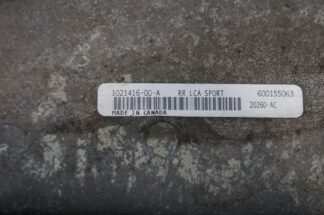 1021416-00-A RR LCA SPORT 600155063
20260-AC
MADE IN CANADA